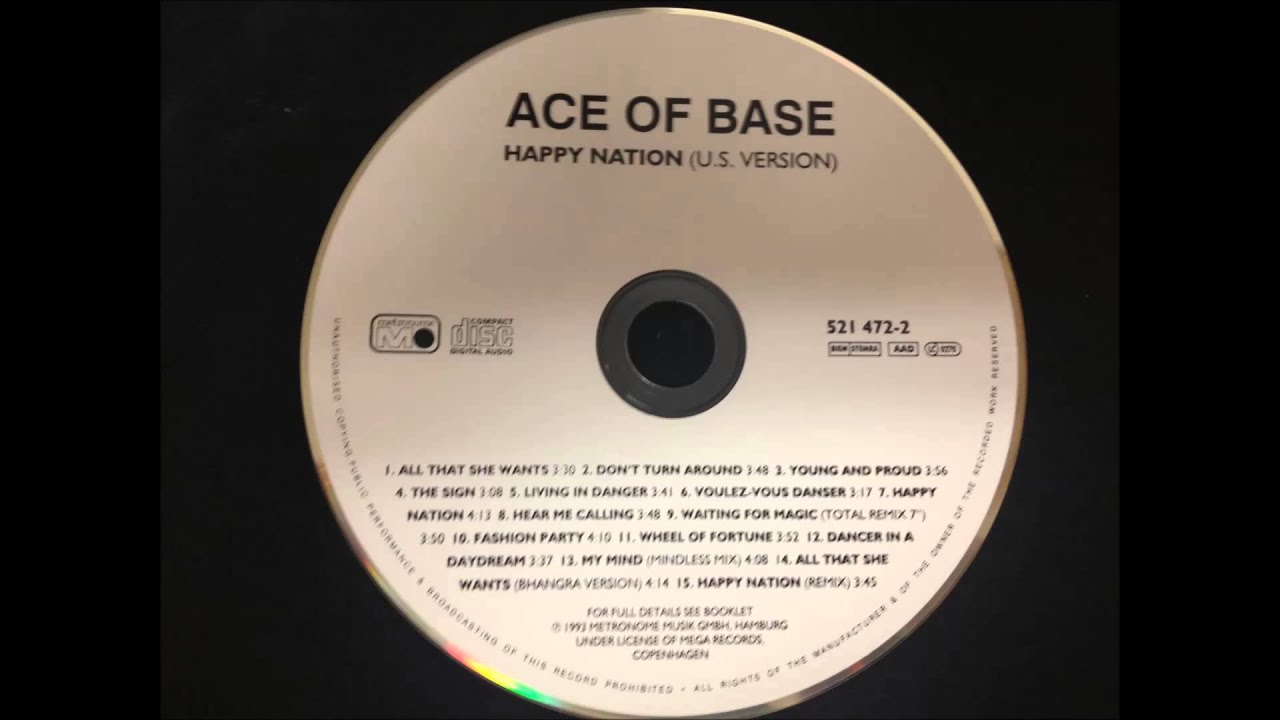 ACE OF BASE
HAPPY NATION (U.S. VERSION)
metronome
M
COMPACT
disc
DIGITAL AUDIO
521 472-2
BIEM STEMRA AAD LC 0275
1. ALL THAT SHE WANTS 3:30 2. DON'T TURN AROUND 3:48 3. YOUNG AND PROUD 3:56
4. THE SIGN 3:08 5. LIVING IN DANGER 3:41 6. VOULEZ-VOUS DANSER 3:17 7. HAPPY
NATION 4:13 8. HEAR ME CALLING 3:48 9. WAITING FOR MAGIC (TOTAL REMIX 7")
3:50 10. FASHION PARTY 4:10 11. WHEEL OF FORTUNE 3:52 12. DANCER IN A
DAYDREAM 3:37 13. MY MIND (MINDLESS MIX) 4:08 14. ALL THAT SHE
WANTS (BHANGRA VERSION) 4:14 15. HAPPY NATION (REMIX) 3:45
FOR FULL DETAILS SEE BOOKLET
℗ 1993 METRONOME MUSIK GMBH, HAMBURG
UNDER LICENSE OF MEGA RECORDS,
COPENHAGEN
UNAUTHORISED COPYING, PUBLIC PERFORMANCE & BROADCASTING OF THIS RECORD PROHIBITED • ALL RIGHTS OF THE MANUFACTURER & OF THE OWNER OF THE RECORDED WORK RESERVED